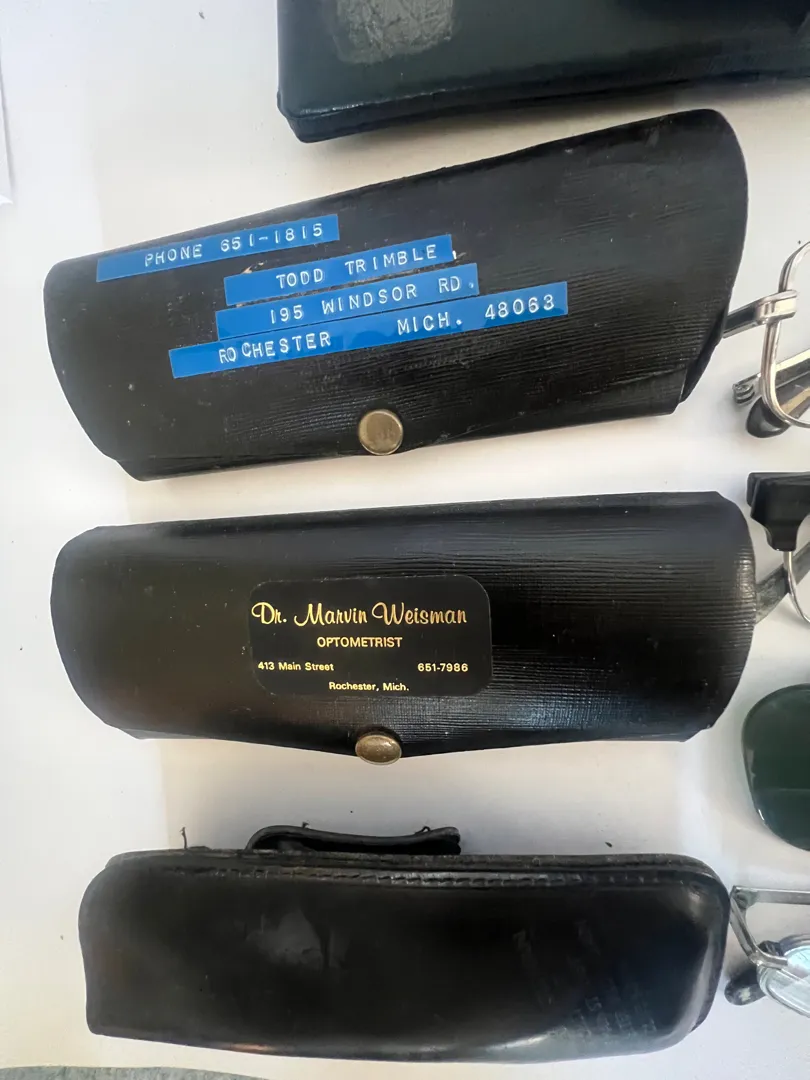 PHONE 651-1815
TODD TRIMBLE
195 WINDSOR RD.
ROCHESTER MICH. 48063
Dr. Marvin Weisman
OPTOMETRIST
413 Main Street 651-7986
Rochester, Mich.